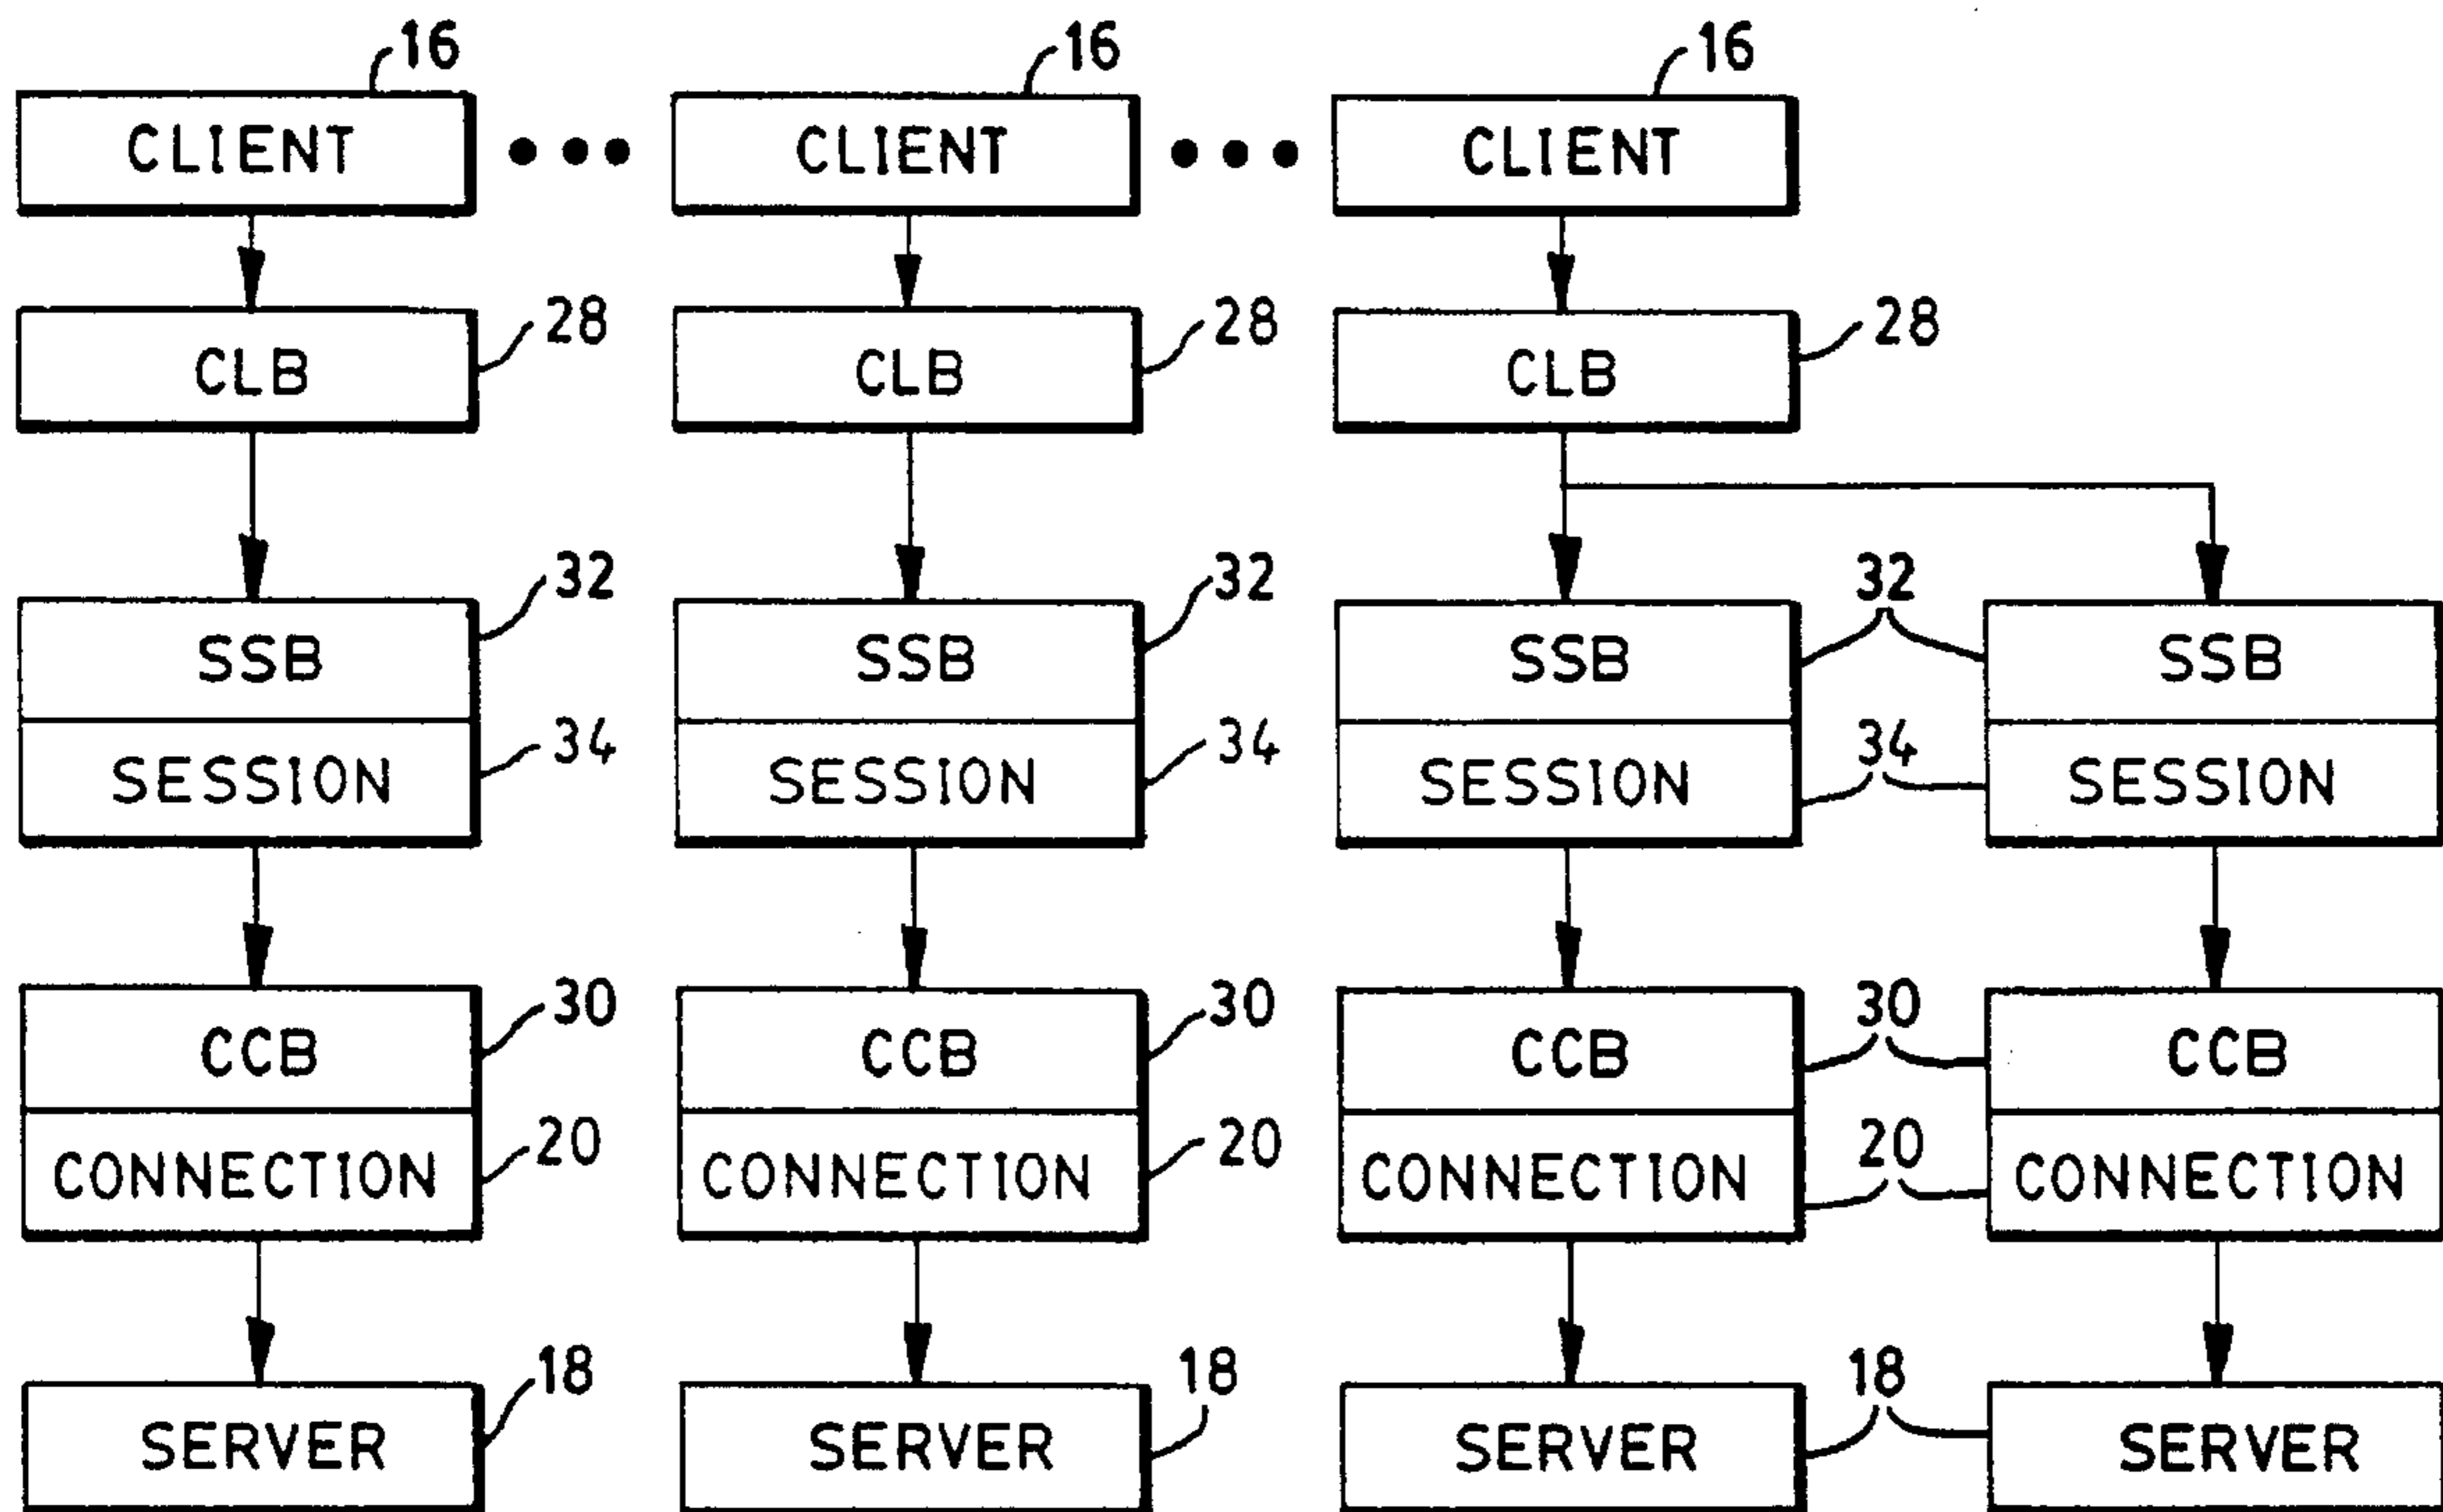 16 16 16
CLIENT CLIENT CLIENT
28 28 28
CLB CLB CLB
32 32 32
SSB SSB SSB SSB
34 34 34
SESSION SESSION SESSION SESSION
30 30 30
CCB CCB CCB CCB
20 20 20
CONNECTION CONNECTION CONNECTION CONNECTION
18 18 18
SERVER SERVER SERVER SERVER